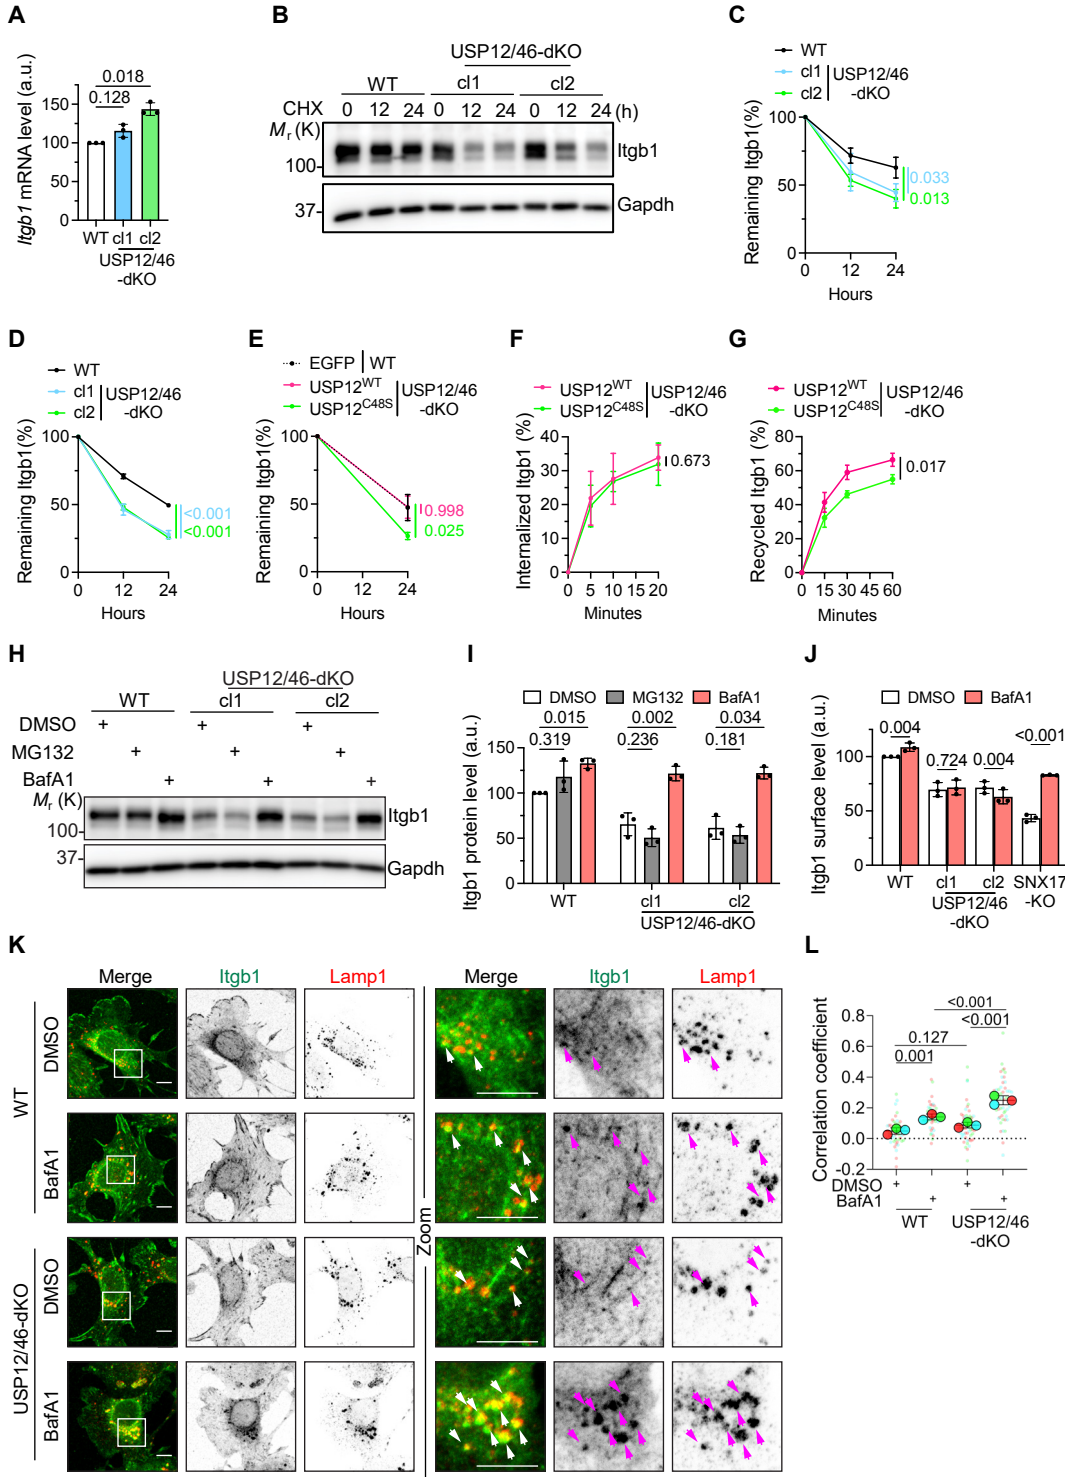 A
Itgb1 mRNA level (a.u.)
0.018
0.128
150
100
50
0
WT cl1 cl2
USP12/46
-dKO
B
USP12/46-dKO
WT cl1 cl2
CHX 0 12 24 0 12 24 0 12 24 (h)
Mr (K)
100
Itgb1
37
Gapdh
C
WT
cl1
cl2
USP12/46
-dKO
Remaining Itgb1(%)
100
50
0
0.033
0.013
0 12 24
Hours
D
WT
cl1
cl2
USP12/46
-dKO
Remaining Itgb1(%)
100
75
50
25
0
<0.001
<0.001
0 12 24
Hours
E
EGFP WT
USP12WT
USP12C48S
USP12/46
-dKO
Remaining Itgb1(%)
100
75
50
25
0
0.998
0.025
0 12 24
Hours
F
USP12WT
USP12C48S
USP12/46
-dKO
Internalized Itgb1 (%)
40
30
20
10
0
0.673
0 5 10 15 20
Minutes
G
USP12WT
USP12C48S
USP12/46
-dKO
Recycled Itgb1 (%)
80
60
40
20
0
0.017
0 15 30 45 60
Minutes
H
USP12/46-dKO
WT cl1 cl2
DMSO + + +
MG132 + + +
BafA1 + + +
Mr (K)
100
Itgb1
37
Gapdh
I
DMSO MG132 BafA1
Itgb1 protein level (a.u.)
0.015 0.002 0.034
0.319 0.236 0.181
150
100
50
0
WT cl1 cl2
USP12/46-dKO
J
DMSO BafA1
Itgb1 surface level (a.u.)
0.004 <0.001
0.724 0.004
100
50
0
WT cl1 cl2 SNX17
-KO
USP12/46
-dKO
K
Merge Itgb1 Lamp1 Merge Itgb1 Lamp1
WT
DMSO
BafA1
USP12/46-dKO
DMSO
BafA1
Zoom
L
Correlation coefficient
<0.001
<0.001
0.127
0.001
0.8
0.6
0.4
0.2
0.0
-0.2
DMSO + +
BafA1 + +
WT USP12/46
-dKO